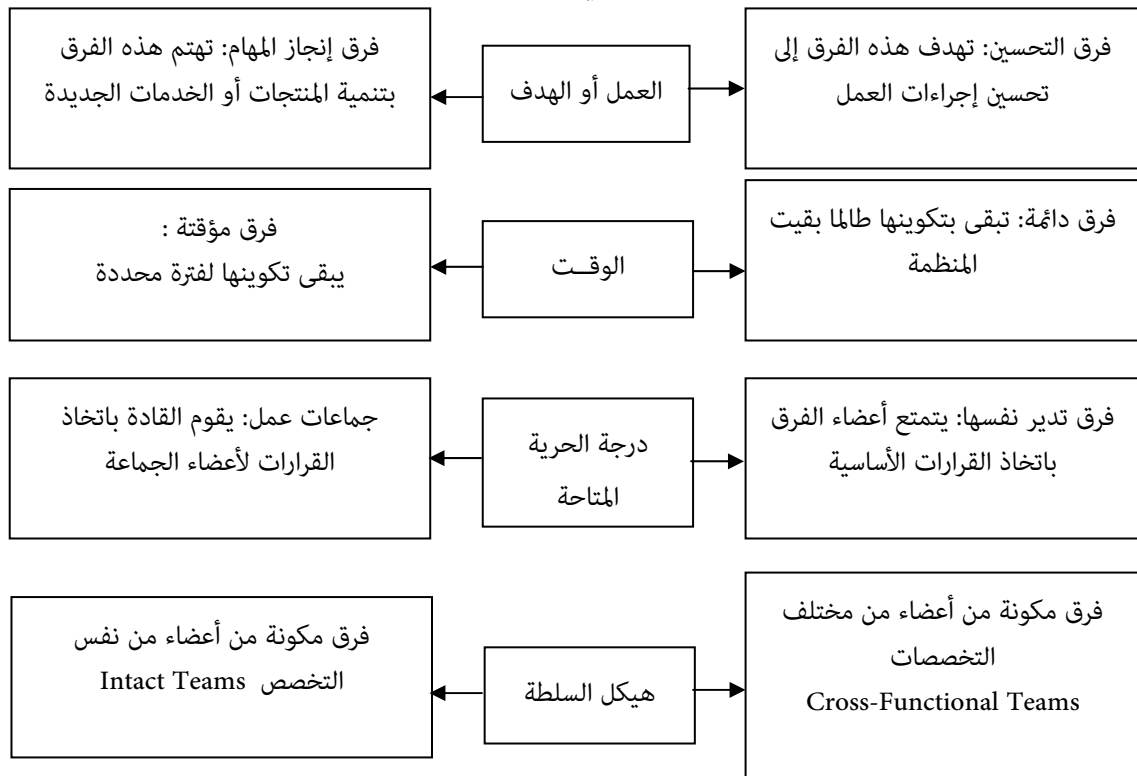 فرق التحسين: تهدف هذه الفرق إلى
تحسين إجراءات العمل
العمل أو الهدف
فرق إنجاز المهام: تهتم هذه الفرق
بتنمية المنتجات أو الخدمات الجديدة
فرق دائمة: تبقى بتكوينها طالما بقيت
المنظمة
الوقــت
فرق مؤقتة :
يبقى تكوينها لفترة محددة
فرق تدير نفسها: يتمتع أعضاء الفرق
باتخاذ القرارات الأساسية
درجة الحرية
المتاحة
جماعات عمل: يقوم القادة باتخاذ
القرارات لأعضاء الجماعة
فرق مكونة من أعضاء من مختلف
التخصصات
Cross-Functional Teams
هيكل السلطة
فرق مكونة من أعضاء من نفس
التخصص Intact Teams